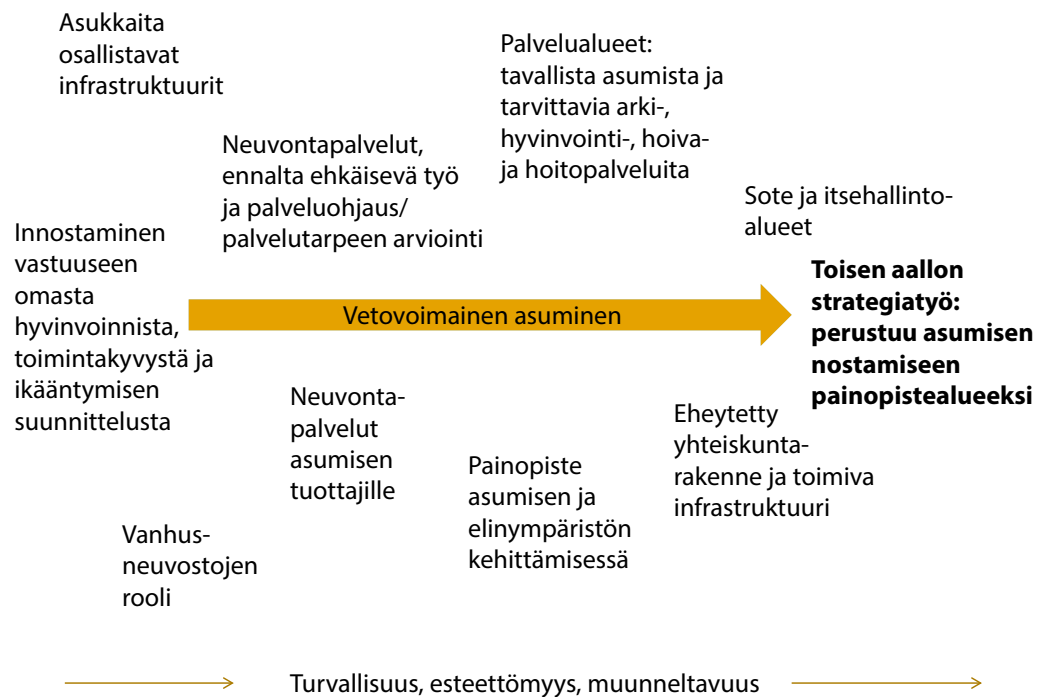 Asukkaita
osallistavat
infrastruktuurit
Palvelualueet:
tavallista asumista ja
tarvittavia arki-,
hyvinvointi-, hoiva-
ja hoitopalveluita
Neuvontapalvelut,
ennalta ehkäisevä työ
ja palveluohjaus/
palvelutarpeen arviointi
Sote ja itsehallinto-
alueet
Innostaminen
vastuuseen
omasta
hyvinvoinnista,
toimintakyvystä ja
ikääntymisen
suunnittelusta
Vetovoimainen asuminen
Toisen aallon
strategiatyö:
perustuu asumisen
nostamiseen
painopistealueeksi
Neuvonta-
palvelut
asumisen
tuottajille
Eheytetty
yhteiskunta-
rakenne ja toimiva
infrastruktuuri
Painopiste
asumisen ja
elinympäristön
kehittämisessä
Vanhus-
neuvostojen
rooli
Turvallisuus, esteettömyys, muunneltavuus